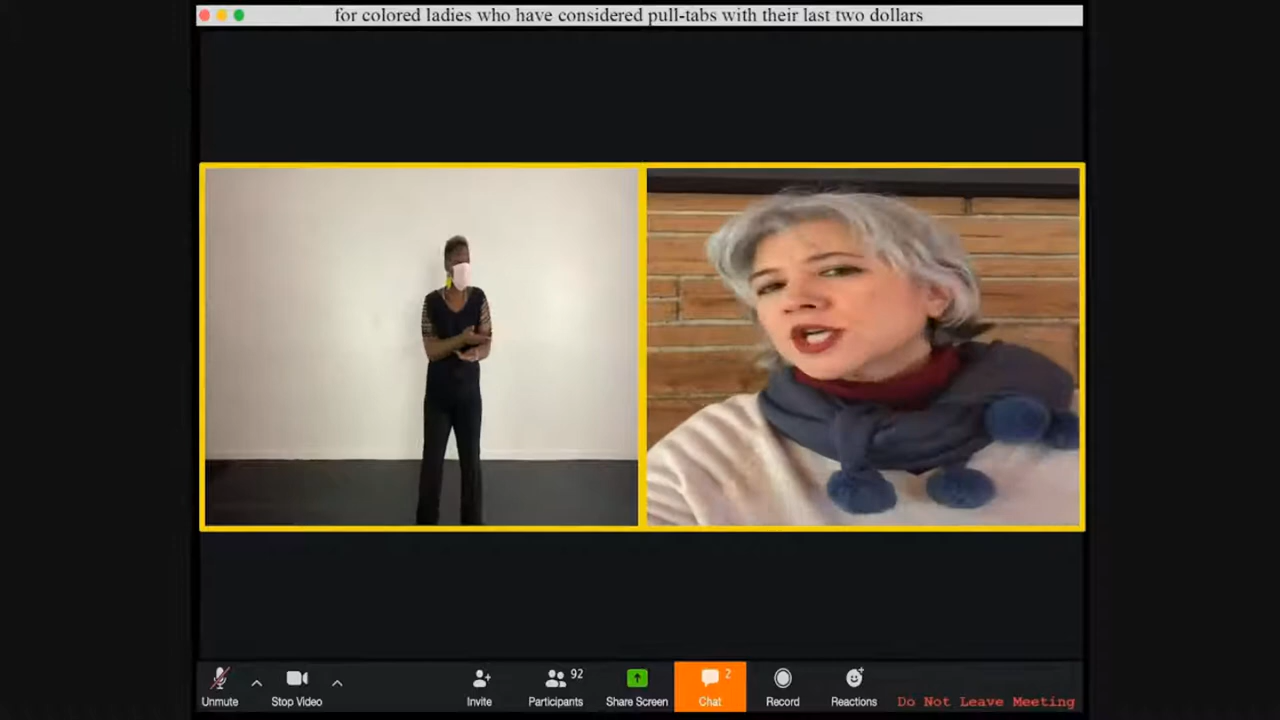 for colored ladies who have considered pull-tabs with their last two dollars
92
2
Unmute
Stop Video
Invite
Participants
Share Screen
Chat
Record
Reactions
Do Not Leave Meeting